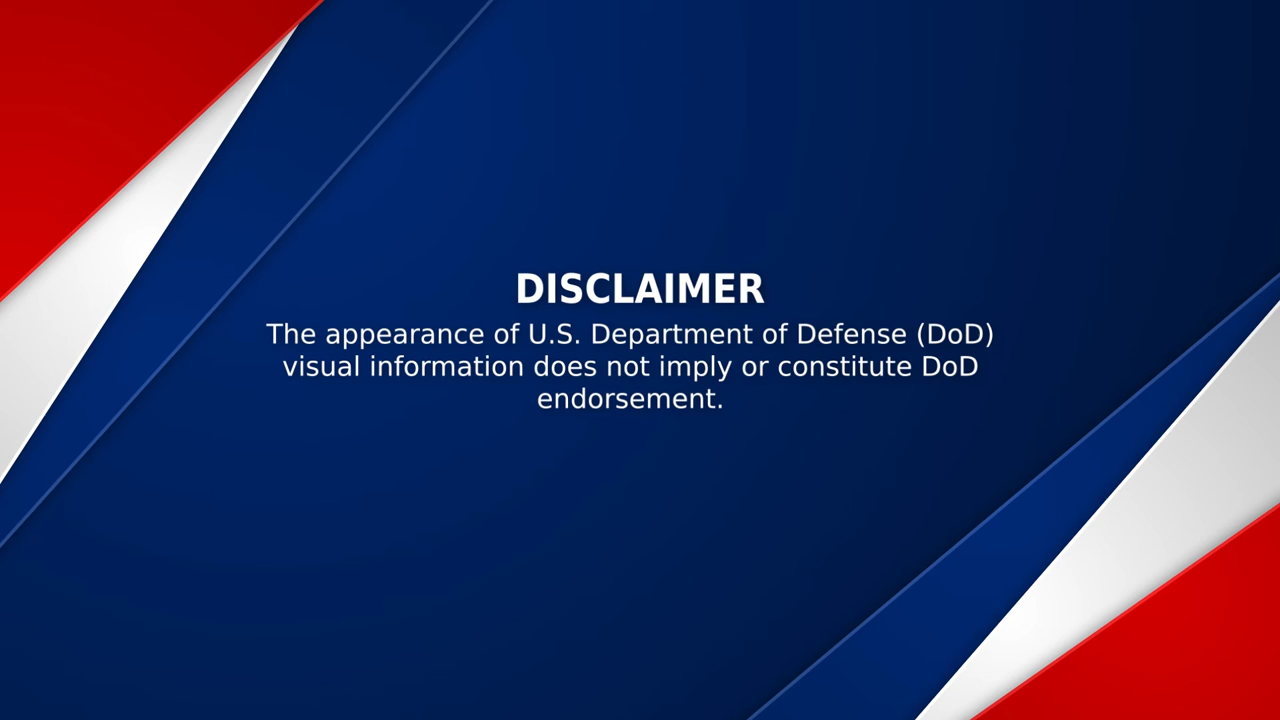 DISCLAIMER
The appearance of U.S. Department of Defense (DoD)
visual information does not imply or constitute DoD
endorsement.